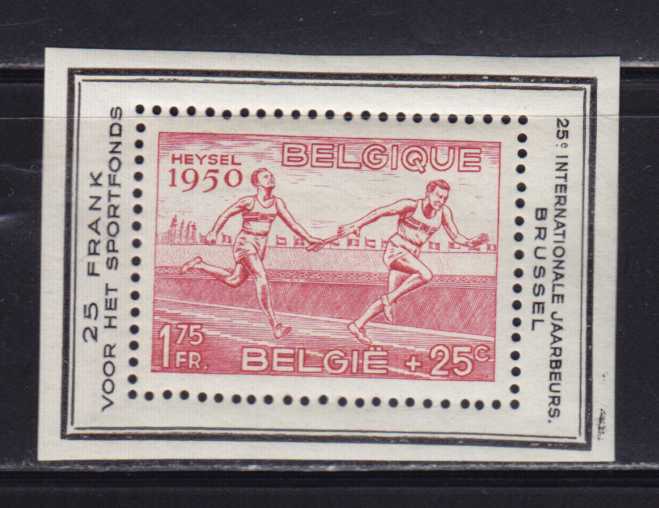 25 FRANK
VOOR HET SPORTFONDS
HEYSEL
1950
BELGIQUE
1.75
FR.
BELGIË + 25C.
25e INTERNATIONALE JAARBEURS.
BRUSSEL